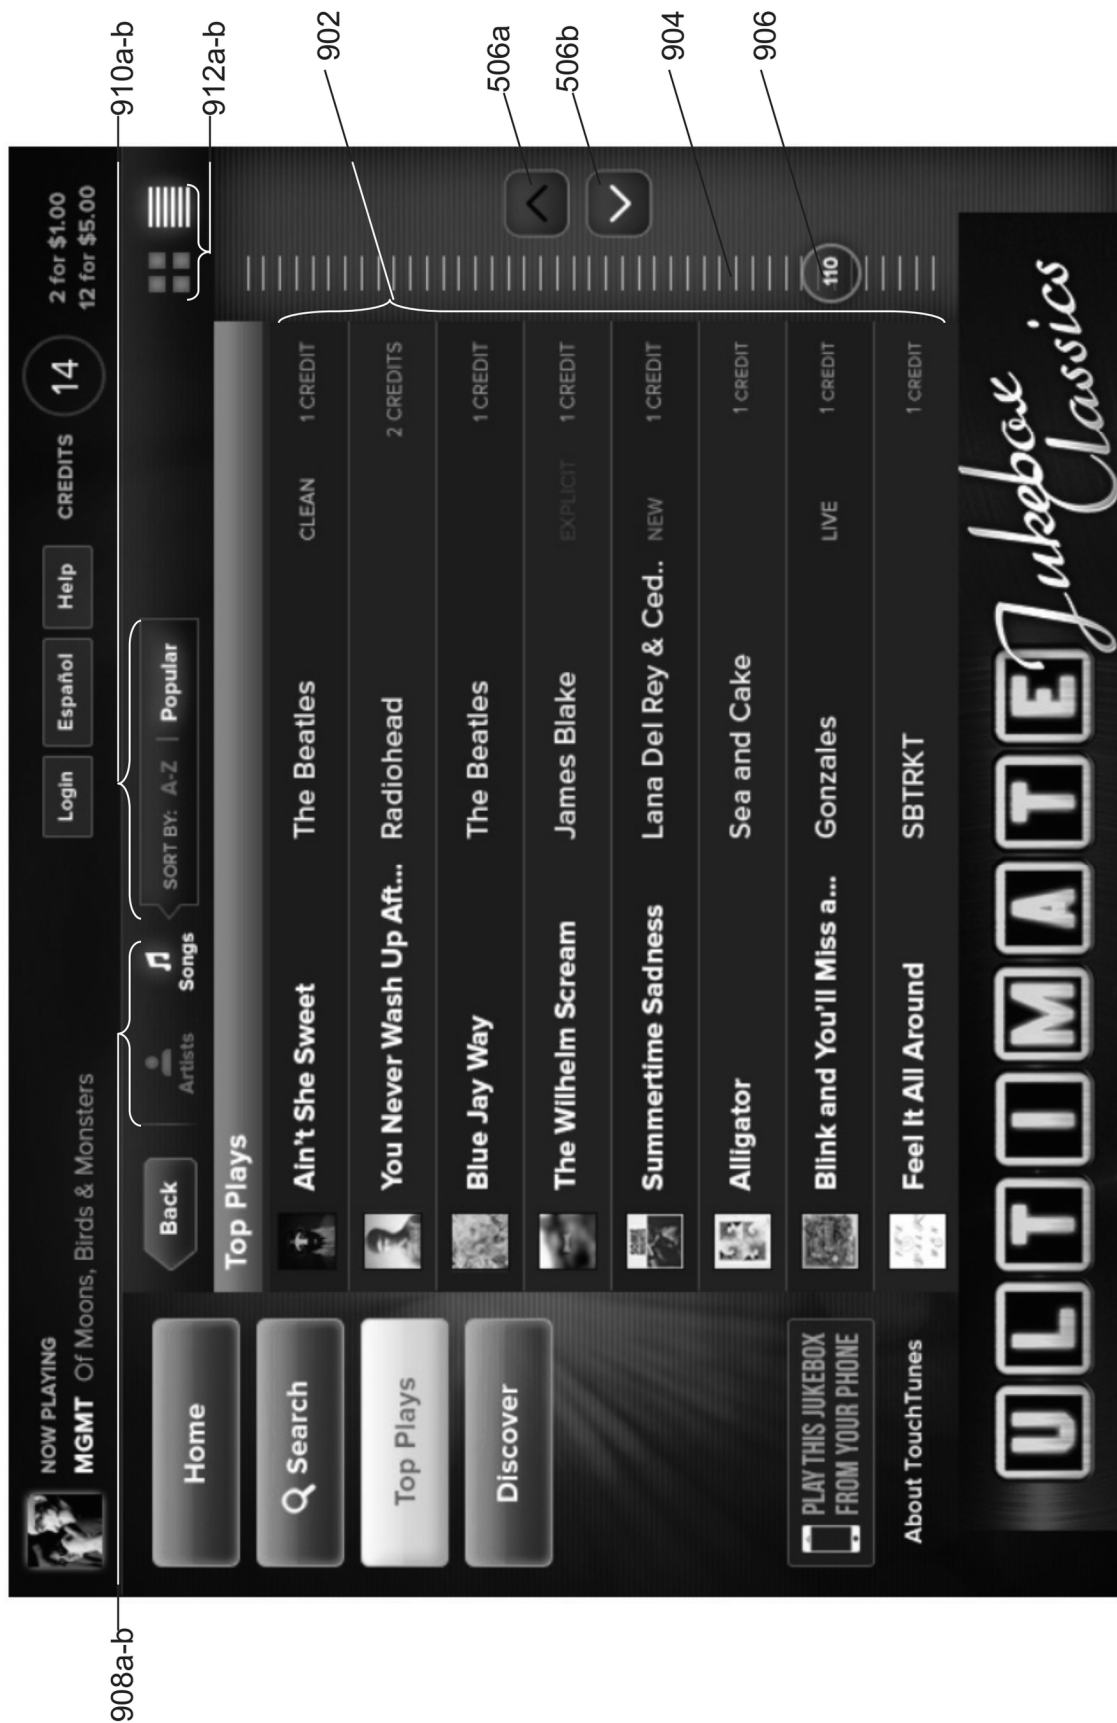 908a-b
910a-b
912a-b
902
506a
506b
904
906
NOW PLAYING
MGMT Of Moons, Birds & Monsters
Login
Español
Help
CREDITS
14
2 for $1.00
12 for $5.00
Back
Artists
Songs
SORT BY: A-Z | Popular
Home
Search
Top Plays
Discover
PLAY THIS JUKEBOX
FROM YOUR PHONE
About TouchTunes
Top Plays
Ain't She Sweet The Beatles CLEAN 1 CREDIT
You Never Wash Up Aft... Radiohead 2 CREDITS
Blue Jay Way The Beatles 1 CREDIT
The Wilhelm Scream James Blake EXPLICIT 1 CREDIT
Summertime Sadness Lana Del Rey & Ced.. NEW 1 CREDIT
Alligator Sea and Cake 1 CREDIT
Blink and You'll Miss a... Gonzales LIVE 1 CREDIT
Feel It All Around SBTRKT 1 CREDIT
110
ULTIMATE Jukebox
Classics